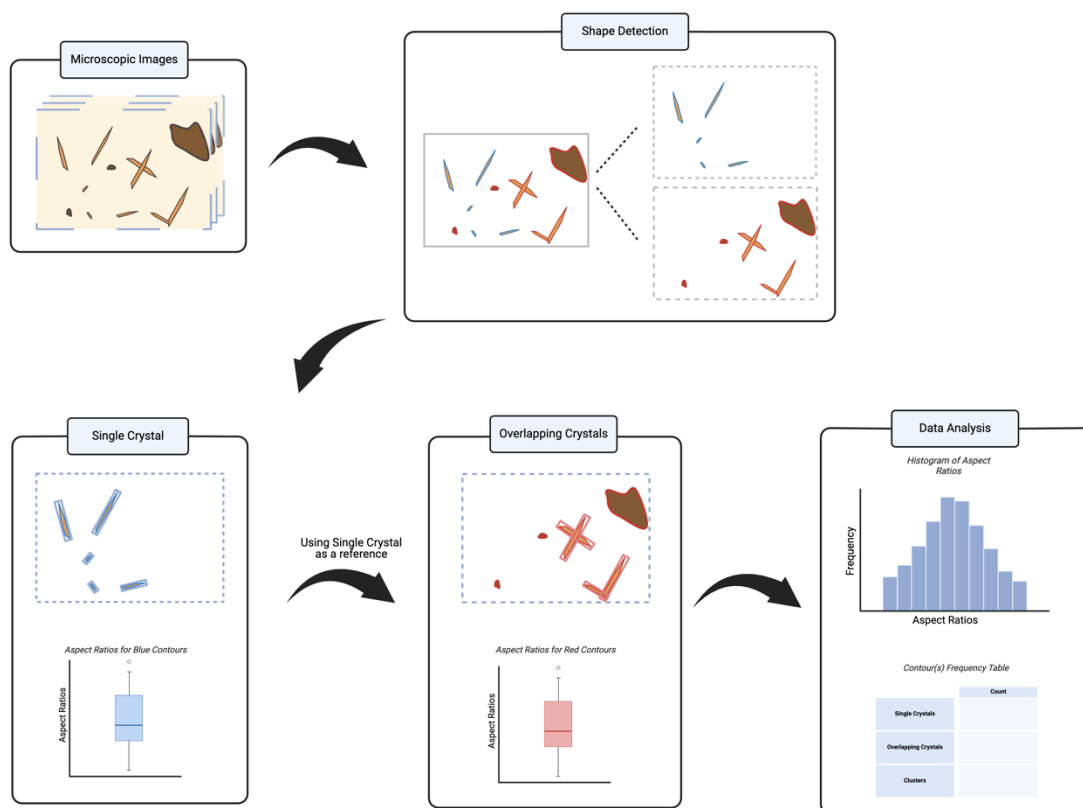 Microscopic Images
Shape Detection
Single Crystal
Aspect Ratios for Blue Contours
Aspect Ratios
Using Single Crystal
as a reference
Overlapping Crystals
Aspect Ratios for Red Contours
Aspect Ratios
Data Analysis
Histogram of Aspect
Ratios
Frequency
Aspect Ratios
Contour(s) Frequency Table
Count
Single Crystals
Overlapping Crystals
Clusters